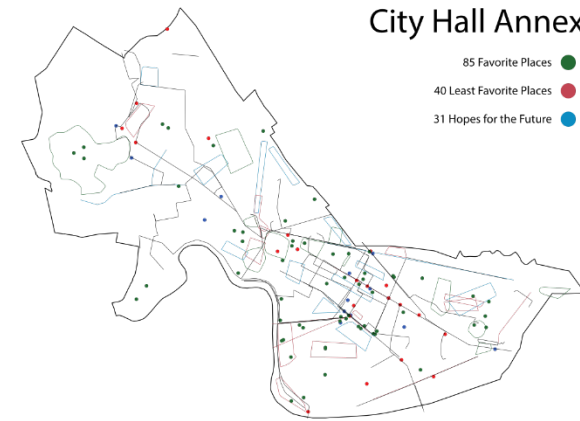 City Hall Annex
85 Favorite Places
40 Least Favorite Places
31 Hopes for the Future